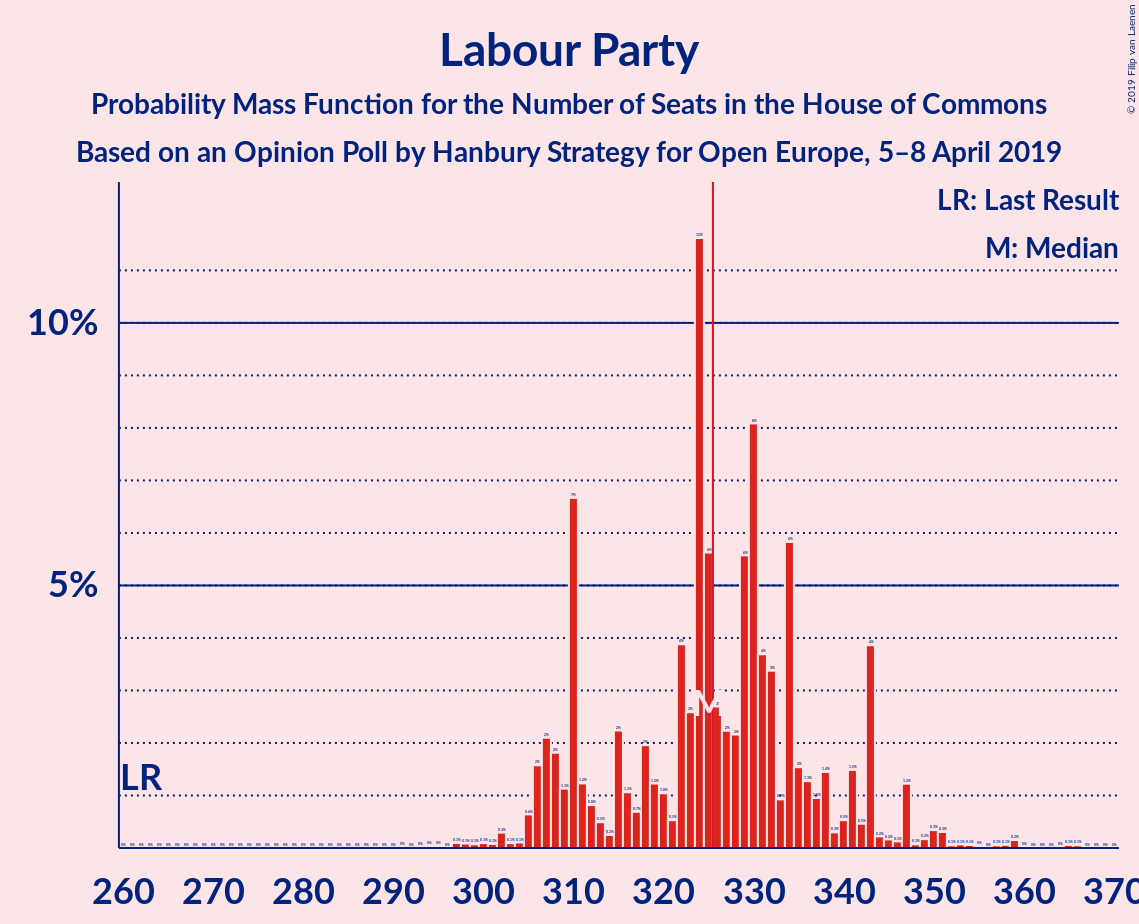 Labour Party
Probability Mass Function for the Number of Seats in the House of Commons
Based on an Opinion Poll by Hanbury Strategy for Open Europe, 5–8 April 2019
© 2019 Filip van Laenen
LR: Last Result
M: Median
10%
5%
LR
M
260 270 280 290 300 310 320 330 340 350 360 370